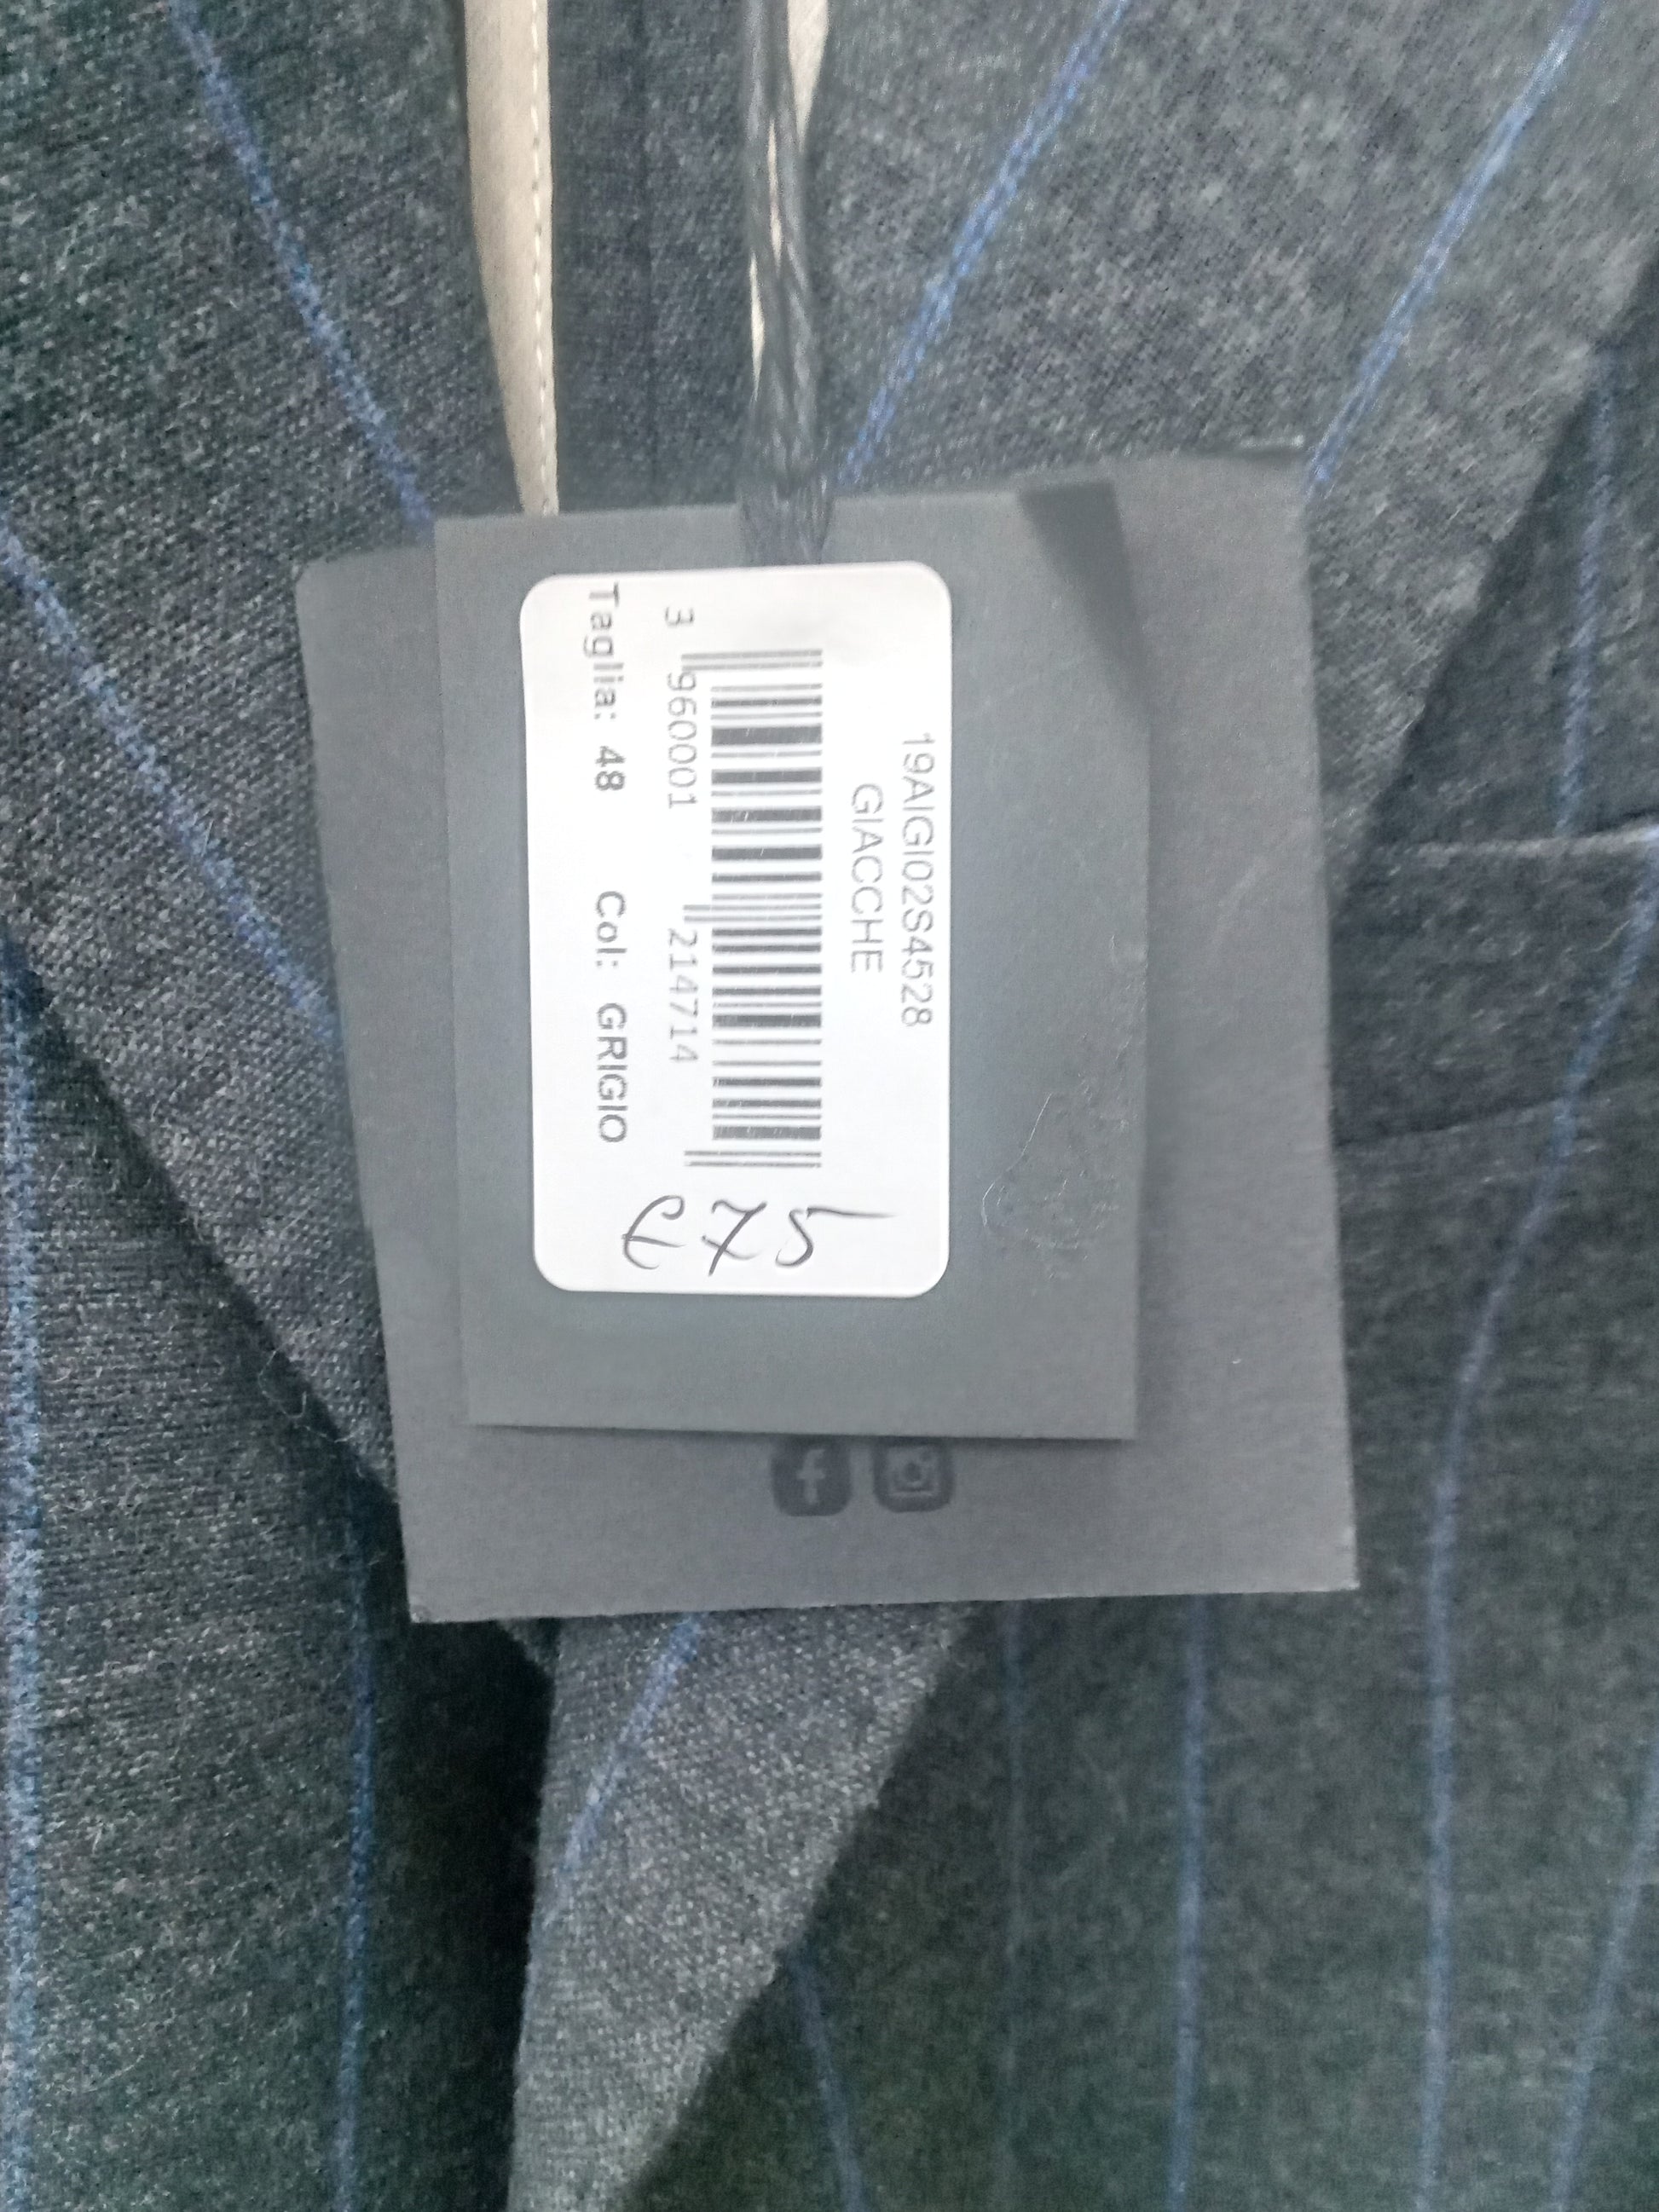 19AIGI02S4528
GIACCHE
3 960001 214714
Taglia: 48 Col: GRIGIO
€75